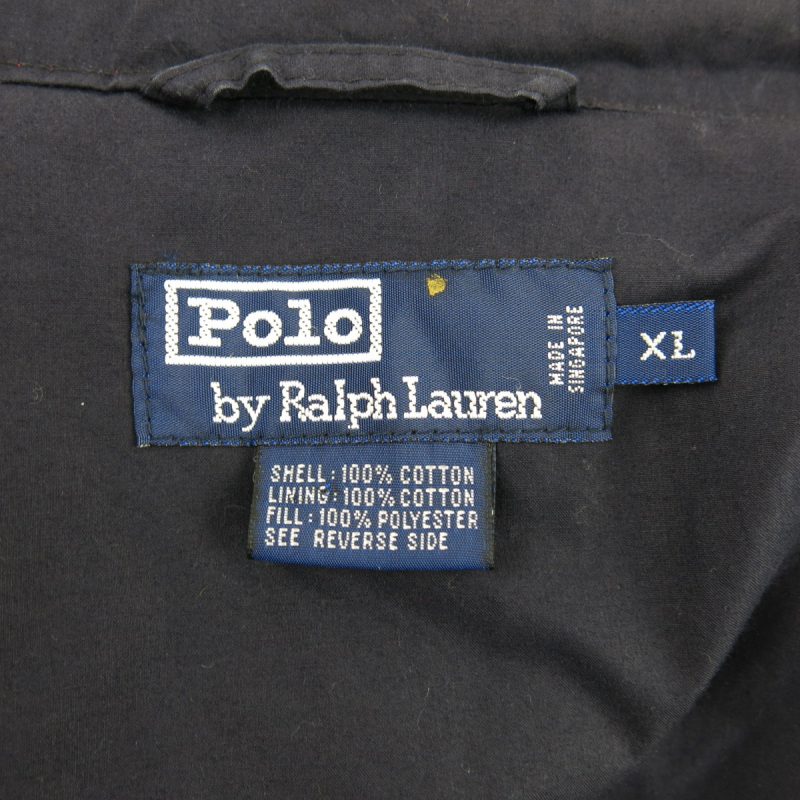 Polo
by Ralph Lauren
MADE IN
SINGAPORE
XL
SHELL: 100% COTTON
LINING: 100% COTTON
FILL: 100% POLYESTER
SEE REVERSE SIDE